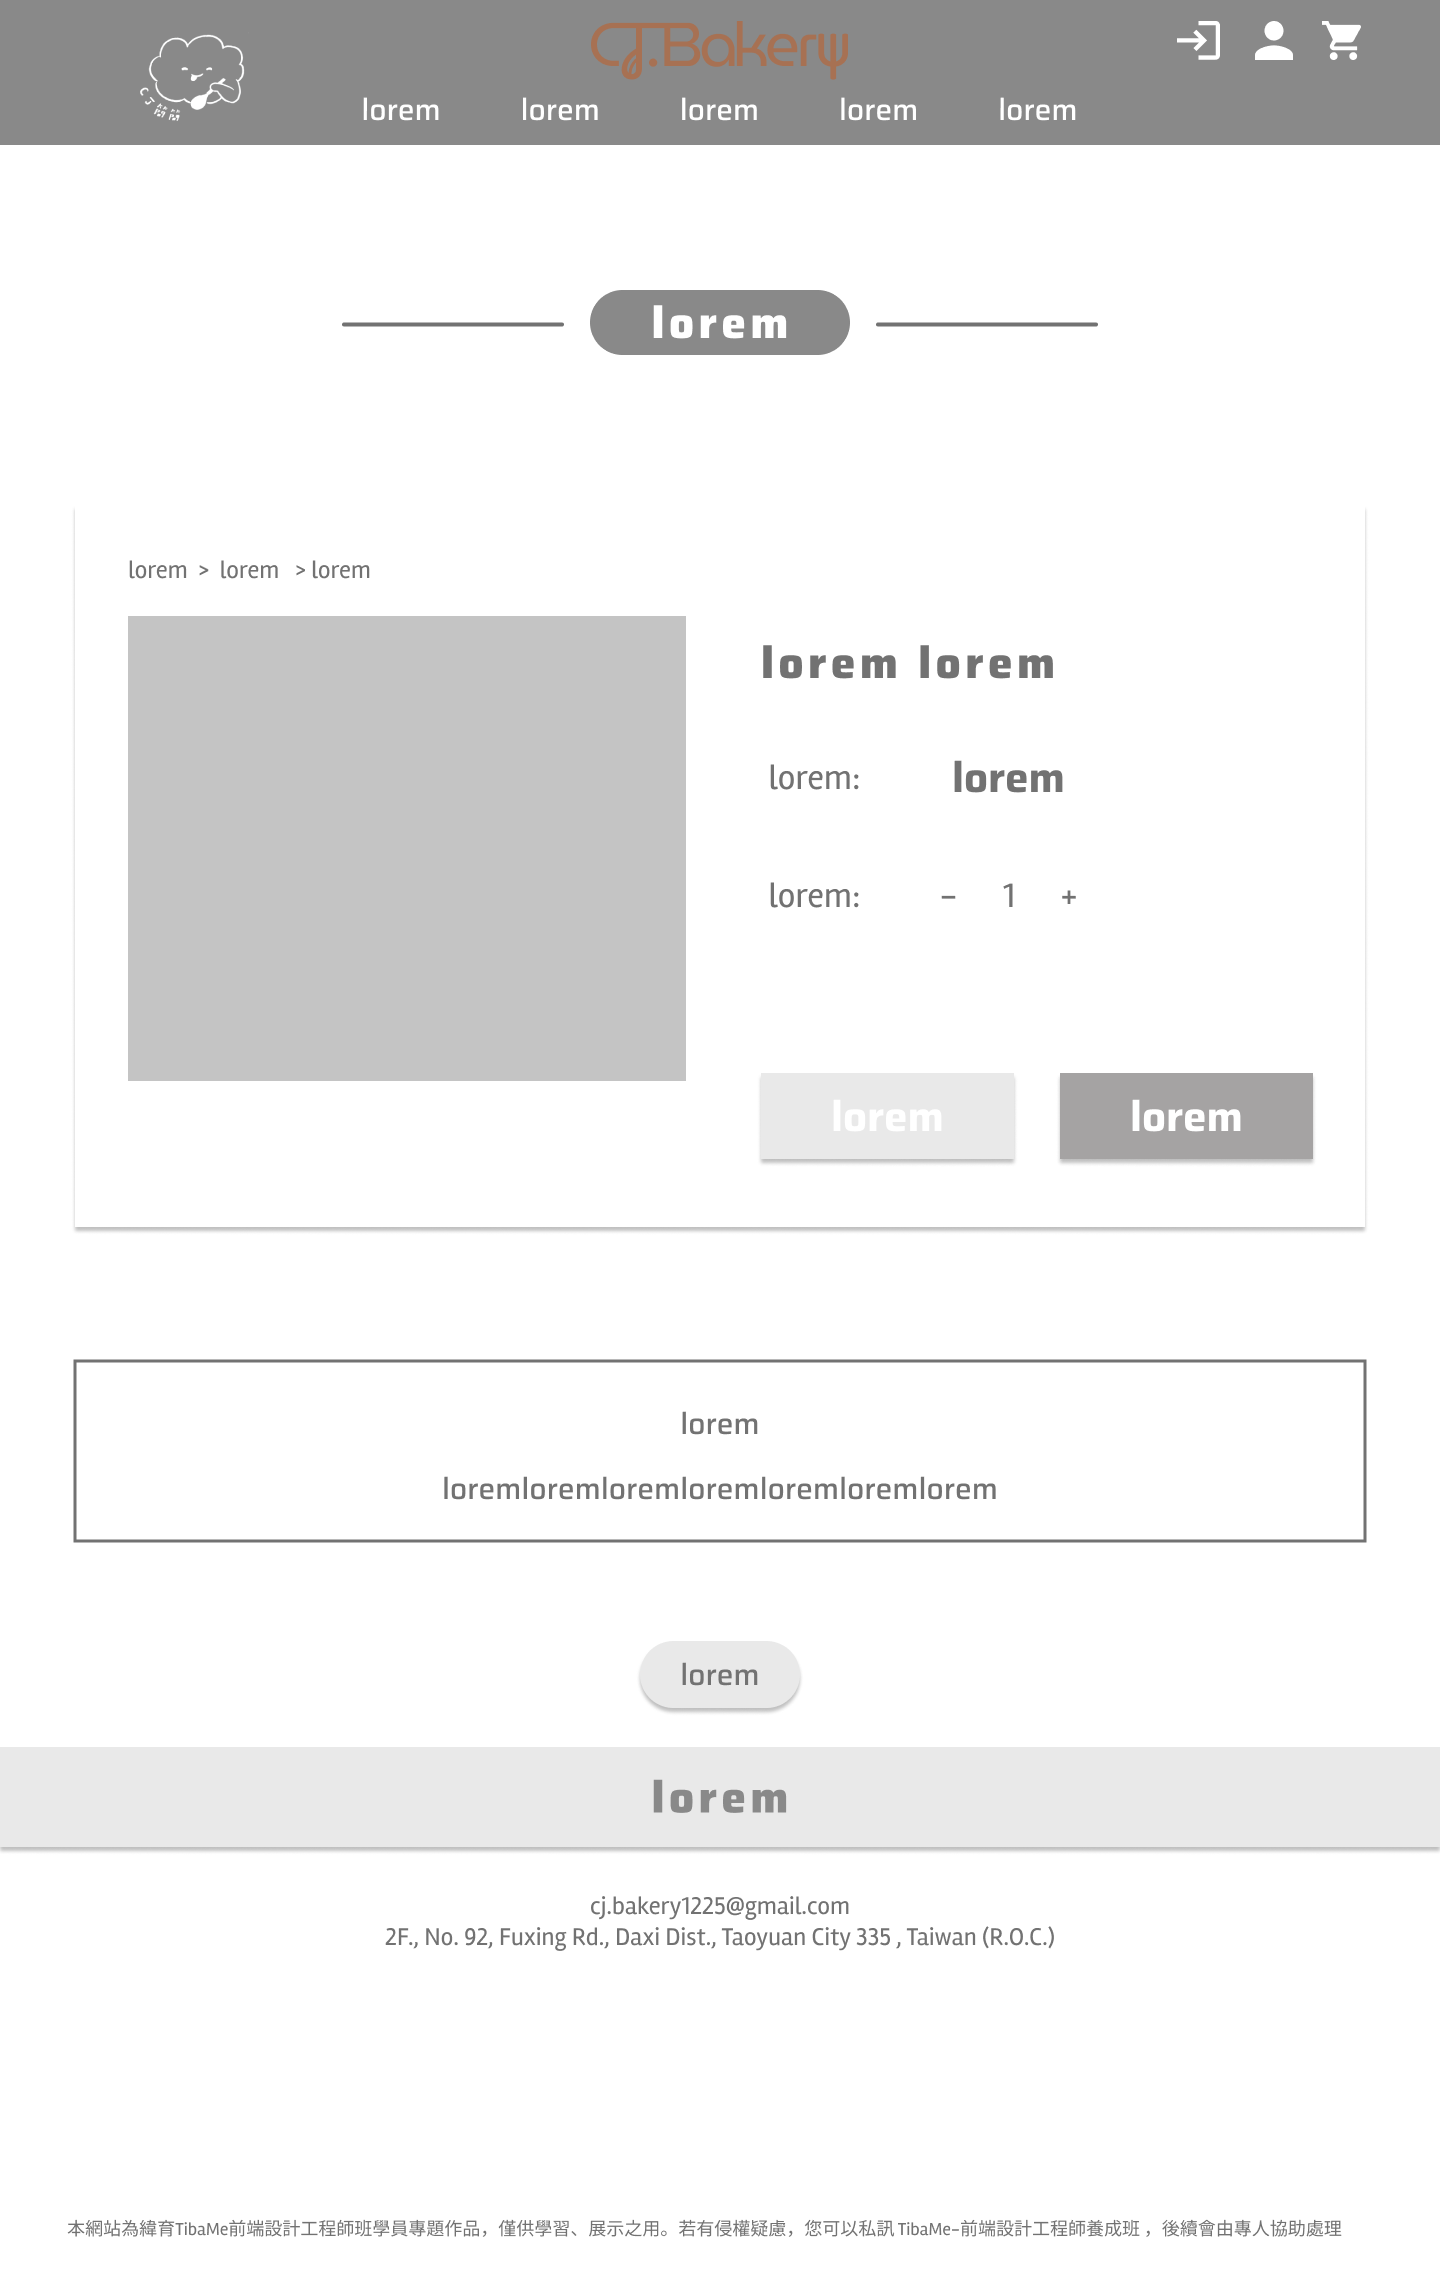 CJ.Bakery
CJ麻麻
lorem lorem lorem lorem lorem
lorem
lorem > lorem > lorem
lorem lorem
lorem: lorem
lorem: - 1 +
lorem lorem
lorem
loremloremloremloremloremloremlorem
lorem
lorem
cj.bakery1225@gmail.com
2F., No. 92, Fuxing Rd., Daxi Dist., Taoyuan City 335 , Taiwan (R.O.C.)
本網站為緯育TibaMe前端設計工程師班學員專題作品，僅供學習、展示之用。若有侵權疑慮，您可以私訊 TibaMe-前端設計工程師養成班 ，後續會由專人協助處理